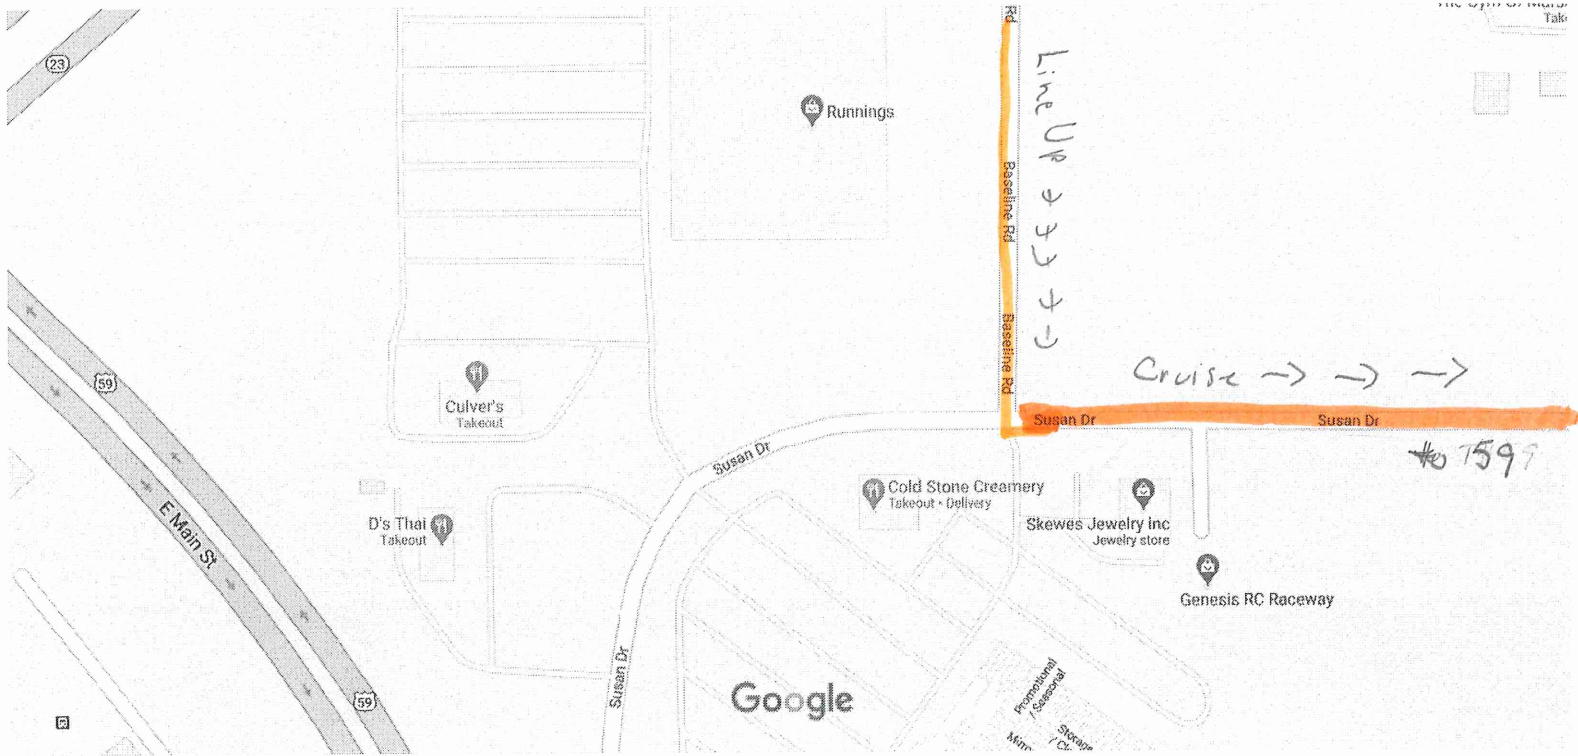 Rd
Tak
23
Line Up
Runnings
Baseline Rd
Baseline Rd
59
Culver's
Takeout
Cruise → → →
Susan Dr
Susan Dr
Susan Dr
Cold Stone Creamery
Takeout • Delivery
D's Thai
Takeout
E Main St
Skewes Jewelry Inc
Jewelry store
Genesis RC Raceway
Susan Dr
59
Google
Promotional
/ Seasonal
Storage